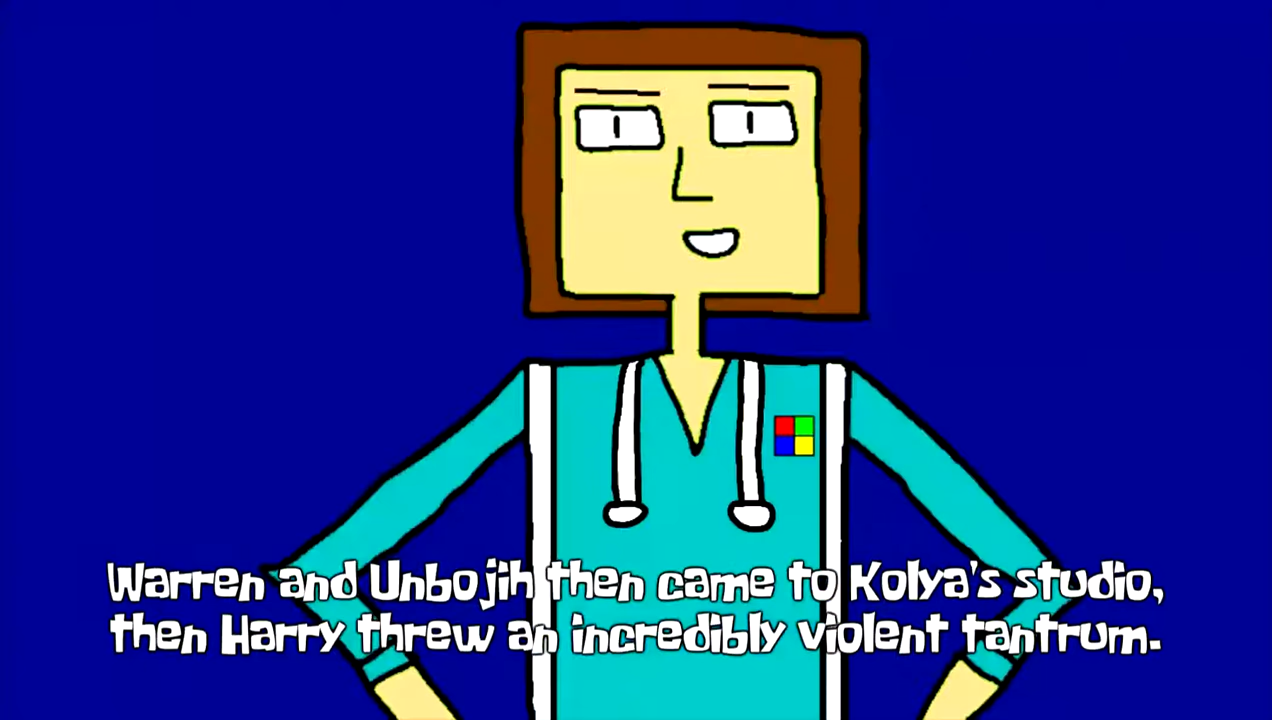 Warren and Unbojih then came to Kolya's studio,
then Harry threw an incredibly violent tantrum.